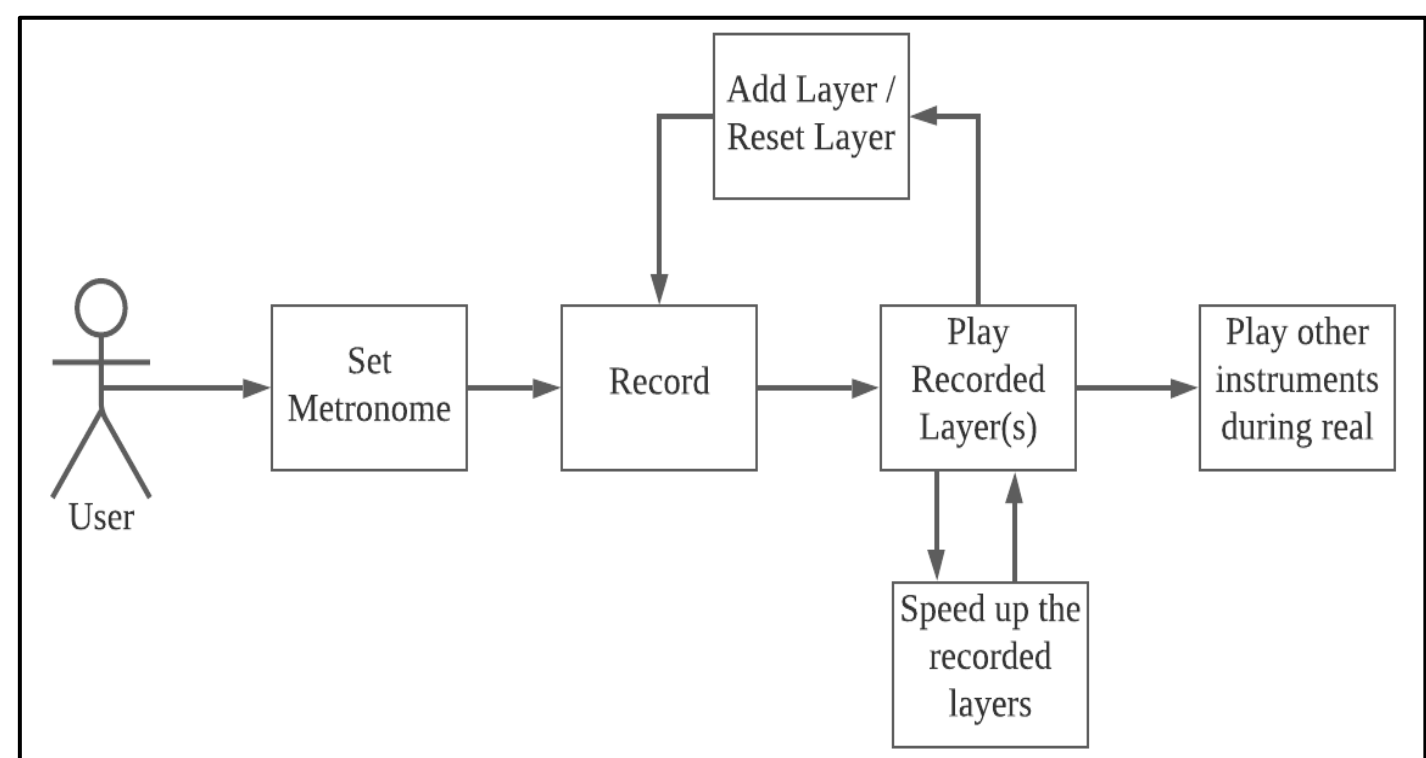 Add Layer /
Reset Layer
User
Set
Metronome
Record
Play
Recorded
Layer(s)
Play other
instruments
during real
Speed up the
recorded
layers